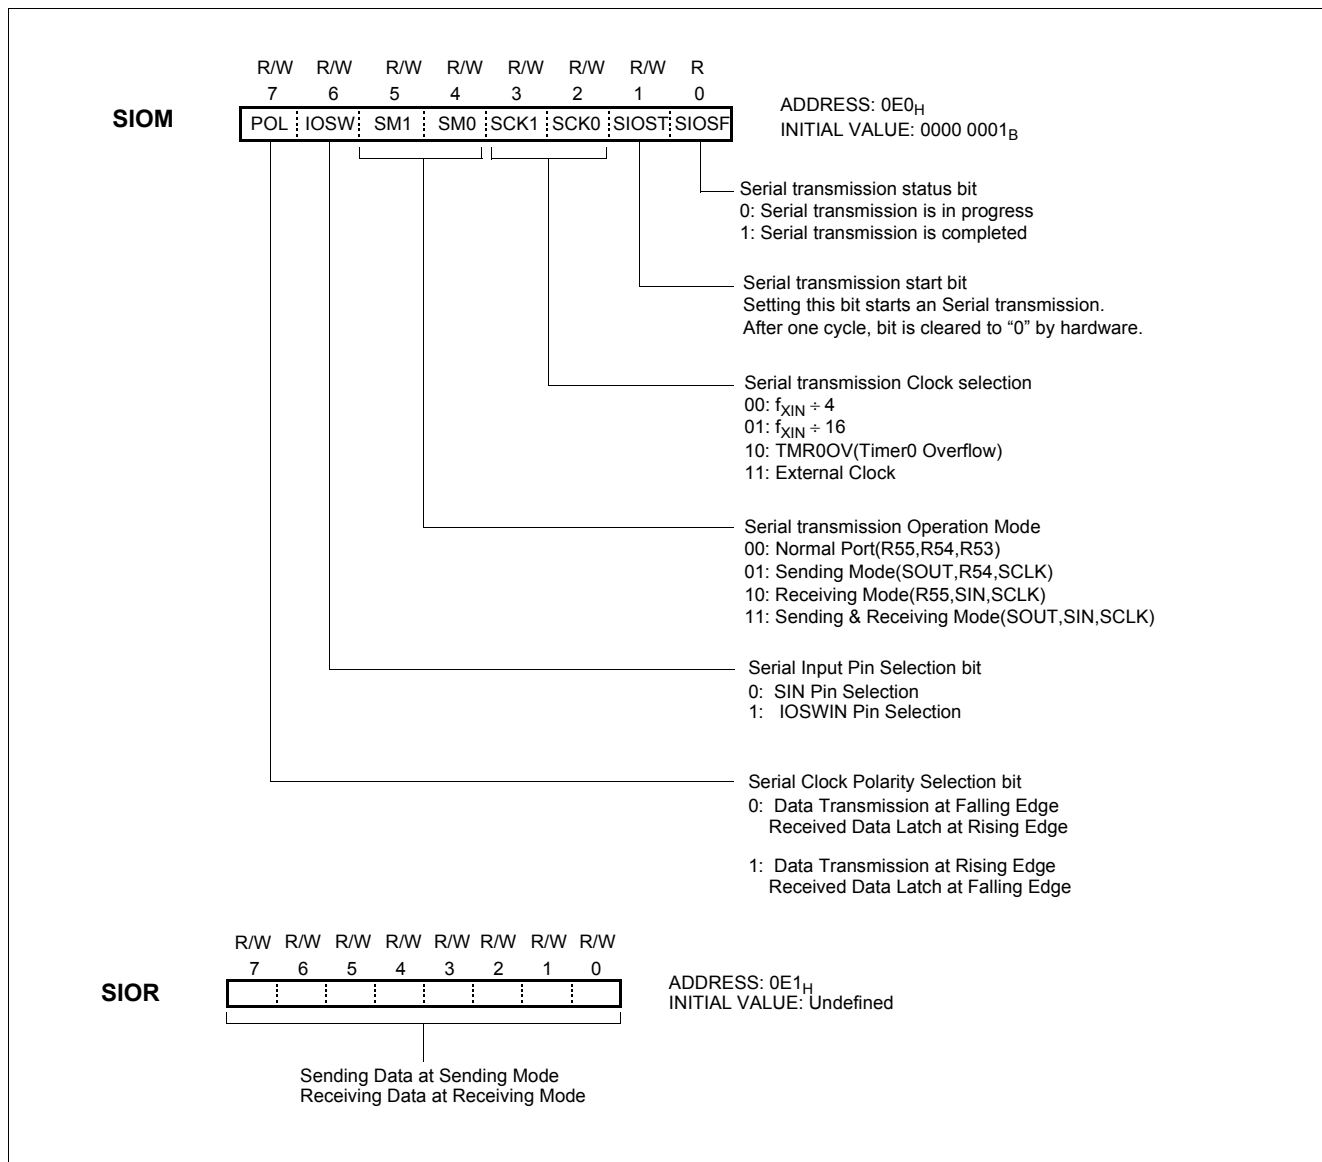 R/W R/W R/W R/W R/W R/W R/W R
7 6 5 4 3 2 1 0
SIOM
POL IOSW SM1 SM0 SCK1 SCK0 SIOST SIOSF
ADDRESS: 0E0H
INITIAL VALUE: 0000 0001B
Serial transmission status bit
0: Serial transmission is in progress
1: Serial transmission is completed
Serial transmission start bit
Setting this bit starts an Serial transmission.
After one cycle, bit is cleared to “0” by hardware.
Serial transmission Clock selection
00: fXIN ÷ 4
01: fXIN ÷ 16
10: TMR0OV(Timer0 Overflow)
11: External Clock
Serial transmission Operation Mode
00: Normal Port(R55,R54,R53)
01: Sending Mode(SOUT,R54,SCLK)
10: Receiving Mode(R55,SIN,SCLK)
11: Sending & Receiving Mode(SOUT,SIN,SCLK)
Serial Input Pin Selection bit
0: SIN Pin Selection
1: IOSWIN Pin Selection
Serial Clock Polarity Selection bit
0: Data Transmission at Falling Edge
Received Data Latch at Rising Edge
1: Data Transmission at Rising Edge
Received Data Latch at Falling Edge
R/W R/W R/W R/W R/W R/W R/W R/W
7 6 5 4 3 2 1 0
SIOR
ADDRESS: 0E1H
INITIAL VALUE: Undefined
Sending Data at Sending Mode
Receiving Data at Receiving Mode